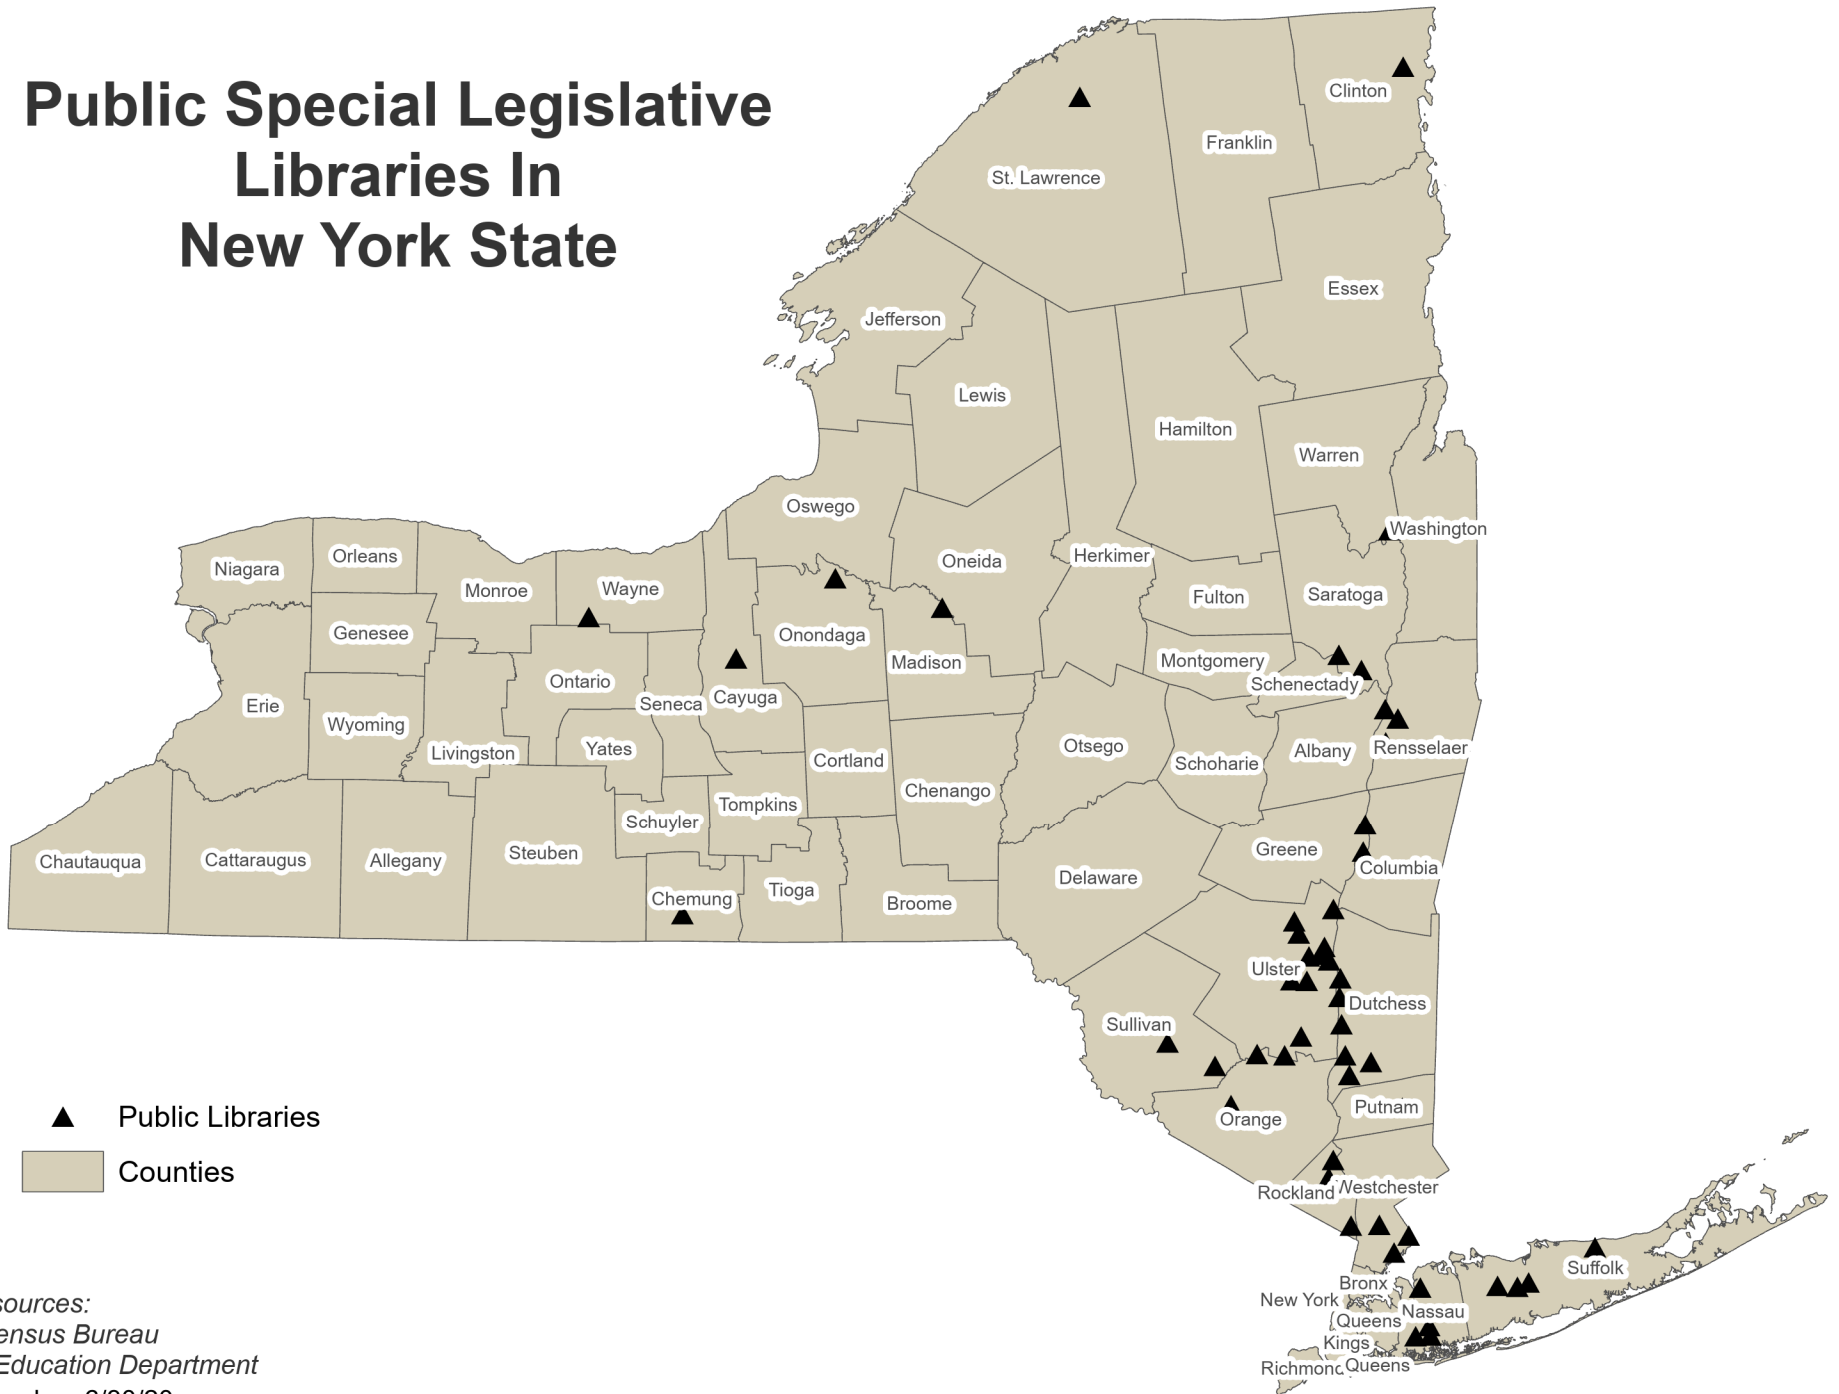 Public Special Legislative
Libraries In
New York State
Clinton
Franklin
St. Lawrence
Essex
Jefferson
Lewis
Hamilton
Warren
Oswego
Washington
Orleans
Niagara
Oneida
Herkimer
Monroe
Wayne
Fulton
Saratoga
Genesee
Onondaga
Madison
Montgomery
Ontario
Schenectady
Seneca
Cayuga
Erie
Wyoming
Livingston
Yates
Otsego
Albany
Rensselaer
Cortland
Schoharie
Chenango
Tompkins
Schuyler
Greene
Steuben
Chautauqua
Cattaraugus
Allegany
Columbia
Delaware
Tioga
Chemung
Broome
Ulster
Dutchess
Sullivan
Putnam
Orange
Public Libraries
Counties
Rockland
Westchester
Suffolk
Bronx
New York
Nassau
Queens
Kings
Queens
Richmond
sources:
ensus Bureau
Education Department